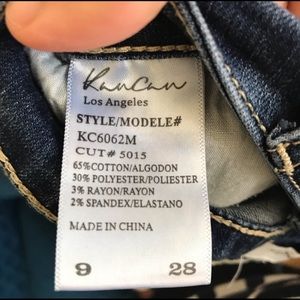 KanCan
Los Angeles
STYLE/MODELE#
KC6062M
CUT# 5015
65%COTTON/ALGODON
30% POLYESTER/POLIESTER
3% RAYON/RAYON
2% SPANDEX/ELASTANO
MADE IN CHINA
9 28